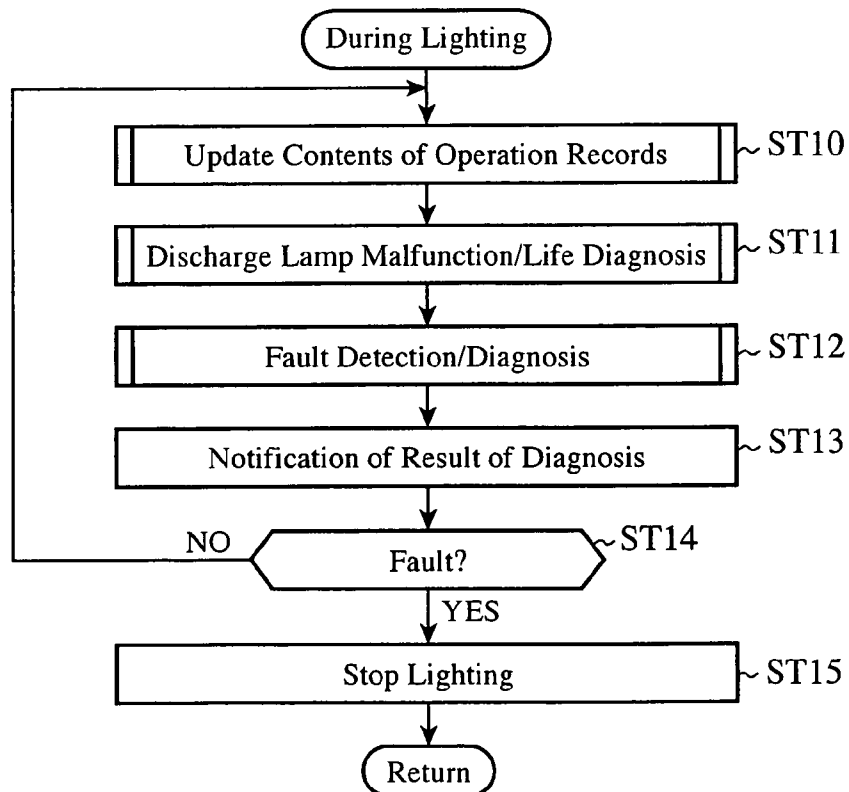 During Lighting
Update Contents of Operation Records
ST10
Discharge Lamp Malfunction/Life Diagnosis
ST11
Fault Detection/Diagnosis
ST12
Notification of Result of Diagnosis
ST13
NO
Fault?
ST14
YES
Stop Lighting
ST15
Return